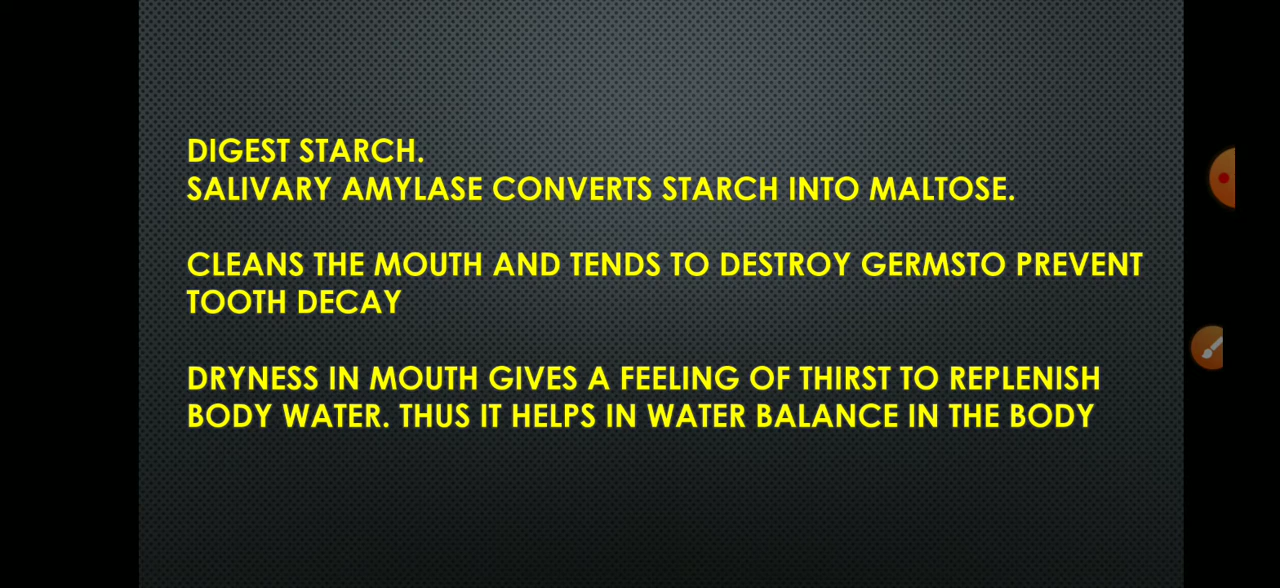 DIGEST STARCH.
SALIVARY AMYLASE CONVERTS STARCH INTO MALTOSE.
CLEANS THE MOUTH AND TENDS TO DESTROY GERMSTO PREVENT
TOOTH DECAY
DRYNESS IN MOUTH GIVES A FEELING OF THIRST TO REPLENISH
BODY WATER. THUS IT HELPS IN WATER BALANCE IN THE BODY